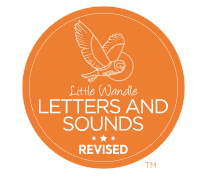 Little Wandle
LETTERS AND
SOUNDS
REVISED
TM